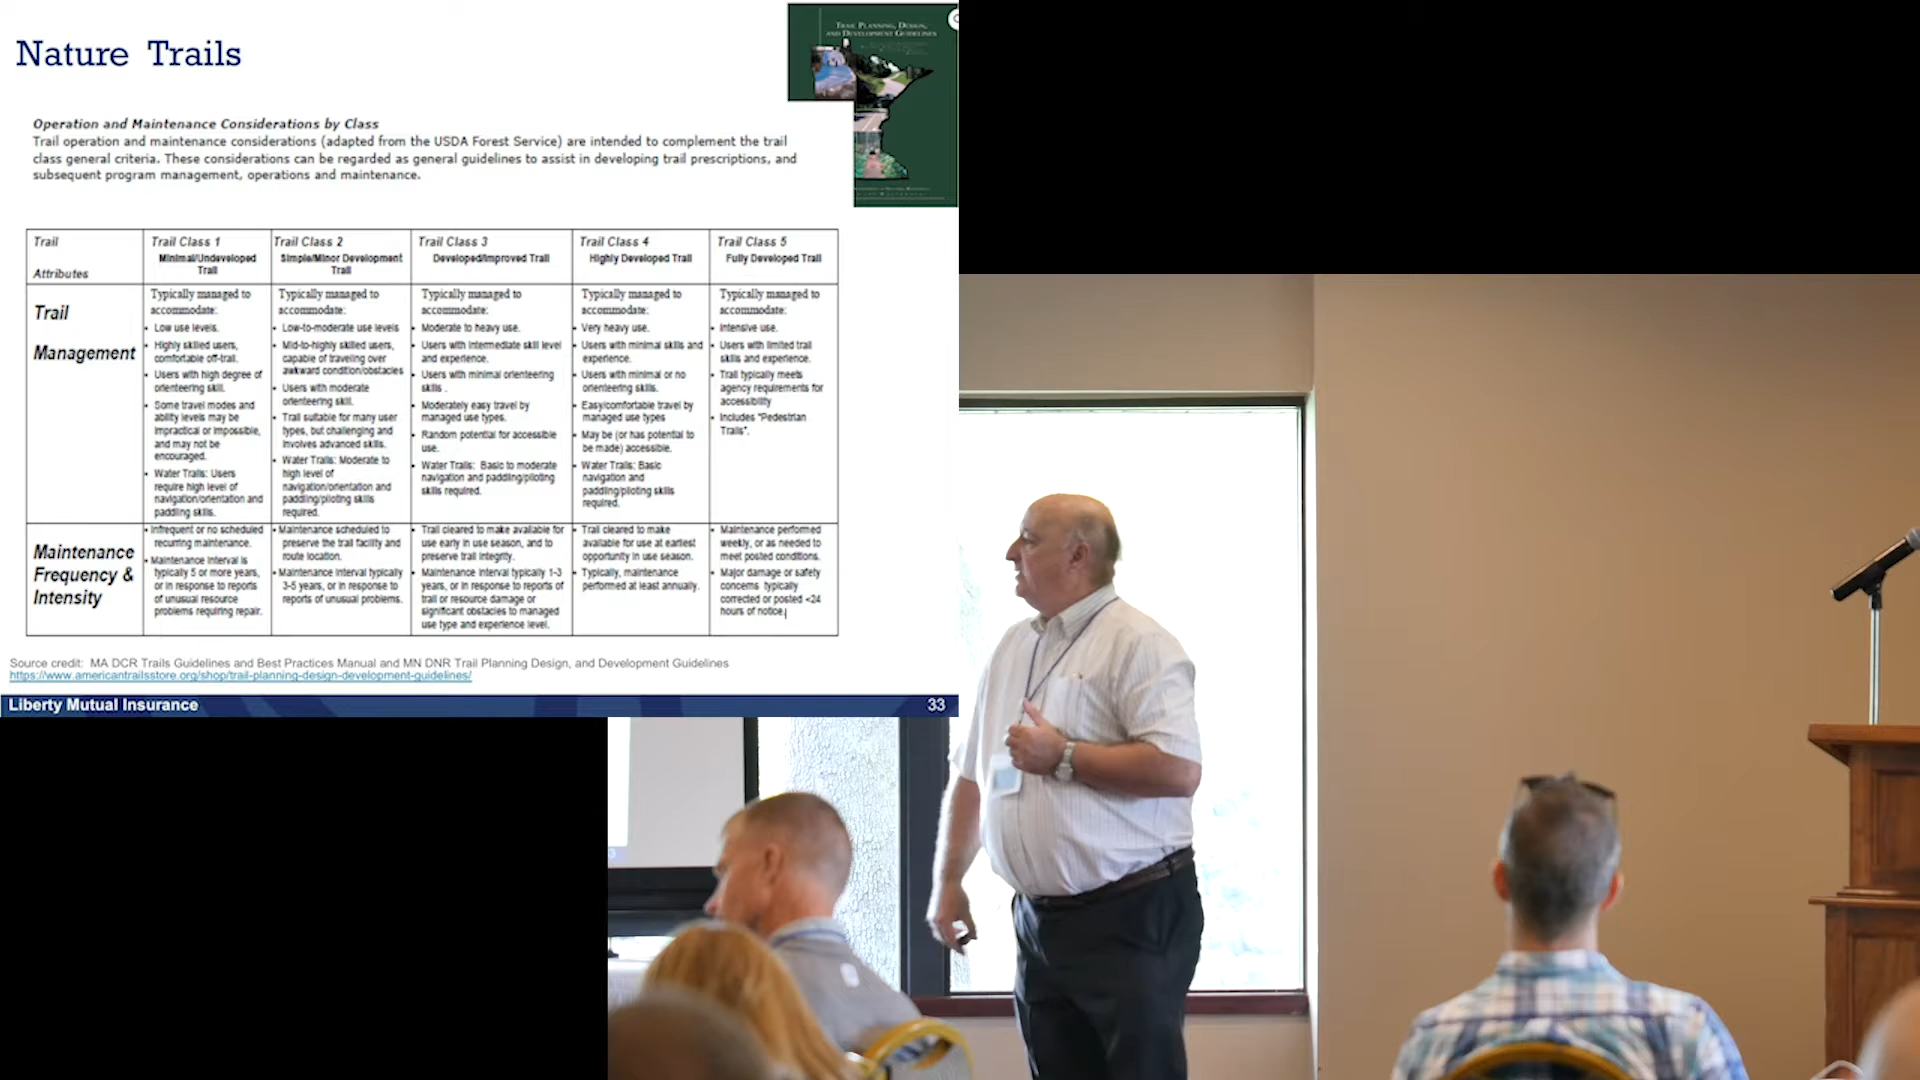 Nature Trails
TRAIL PLANNING, DESIGN,
AND DEVELOPMENT GUIDELINES
Operation and Maintenance Considerations by Class
Trail operation and maintenance considerations (adapted from the USDA Forest Service) are intended to complement the trail
class general criteria. These considerations can be regarded as general guidelines to assist in developing trail prescriptions, and
subsequent program management, operations and maintenance.
Trail
Attributes
Trail Class 1
Minimal/Undeveloped
Trail
Trail Class 2
Simple/Minor Development
Trail
Trail Class 3
Developed/Improved Trail
Trail Class 4
Highly Developed Trail
Trail Class 5
Fully Developed Trail
Trail
Management
Typically managed to
accommodate:
• Low use levels.
• Highly skilled users,
comfortable off-trail.
• Users with high degree of
orienteering skill.
• Some travel modes and
ability levels may be
impractical or impossible,
and may not be
encouraged.
• Water Trails: Users
require high level of
navigation/orientation and
paddling skills.
Typically managed to
accommodate:
• Low-to-moderate use levels
• Mid-to-highly skilled users,
capable of traveling over
awkward condition/obstacles
• Users with moderate
orienteering skill.
• Trail suitable for many user
types, but challenging and
involves advanced skills.
• Water Trails: Moderate to
high level of
navigation/orientation and
paddling/piloting skills
required.
Typically managed to
accommodate:
• Moderate to heavy use.
• Users with intermediate skill level
and experience.
• Users with minimal orienteering
skills .
• Moderately easy travel by
managed use types.
• Random potential for accessible
use.
• Water Trails: Basic to moderate
navigation and paddling/piloting
skills required.
Typically managed to
accommodate:
• Very heavy use.
• Users with minimal skills and
experience.
• Users with minimal or no
orienteering skills.
• Easy/comfortable travel by
managed use types
• May be (or has potential to
be made) accessible.
• Water Trails: Basic
navigation and
paddling/piloting skills
required.
Typically managed to
accommodate:
• Intensive use.
• Users with limited trail
skills and experience.
• Trail typically meets
agency requirements for
accessibility
• Includes "Pedestrian
Trails".
Maintenance
Frequency &
Intensity
• Infrequent or no scheduled
recurring maintenance.
• Maintenance interval is
typically 5 or more years,
or in response to reports
of unusual resource
problems requiring repair.
• Maintenance scheduled to
preserve the trail facility and
route location.
• Maintenance interval typically
3-5 years, or in response to
reports of unusual problems.
• Trail cleared to make available for
use early in use season, and to
preserve trail integrity.
• Maintenance interval typically 1-3
years, or in response to reports of
trail or resource damage or
significant obstacles to managed
use type and experience level.
• Trail cleared to make
available for use at earliest
opportunity in use season.
• Typically, maintenance
performed at least annually.
• Maintenance performed
weekly, or as needed to
meet posted conditions.
• Major damage or safety
concerns typically
corrected or posted <24
hours of notice.
Source credit: MA DCR Trails Guidelines and Best Practices Manual and MN DNR Trail Planning Design, and Development Guidelines
https://www.americantrailsstore.org/shop/trail-planning-design-development-guidelines/
Liberty Mutual Insurance
33